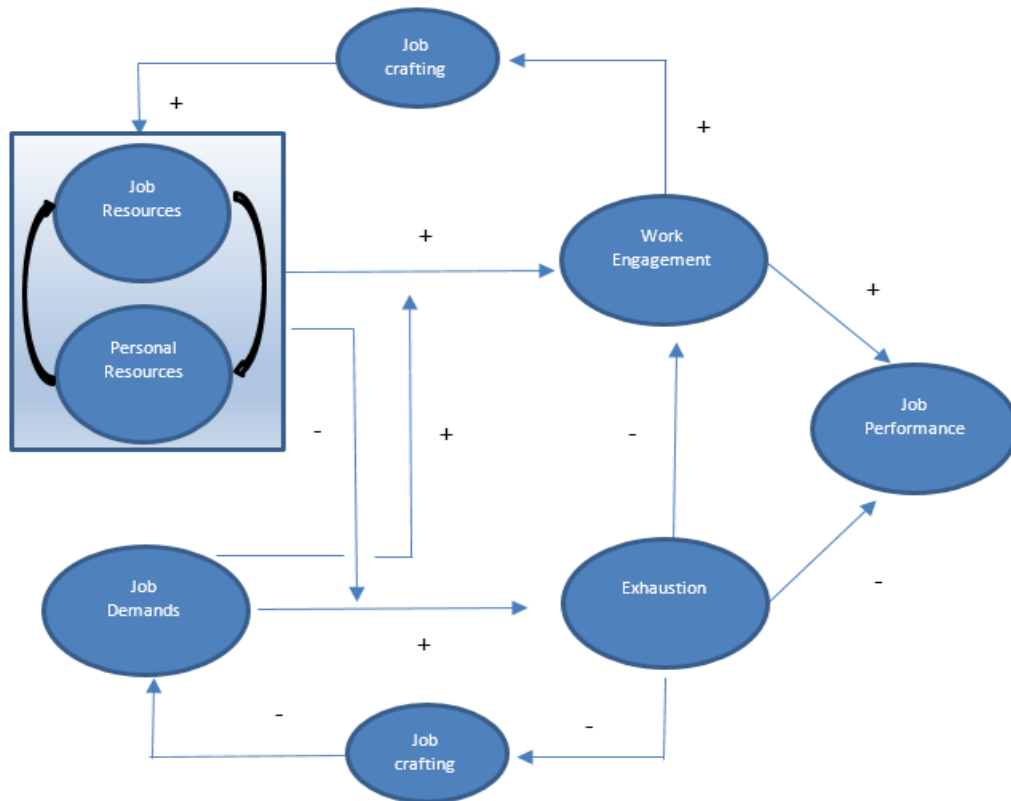 Job
crafting
+
+
Job
Resources
+
Work
Engagement
+
Personal
Resources
-
+
-
Job
Performance
Job
Demands
Exhaustion
-
+
-
-
Job
crafting